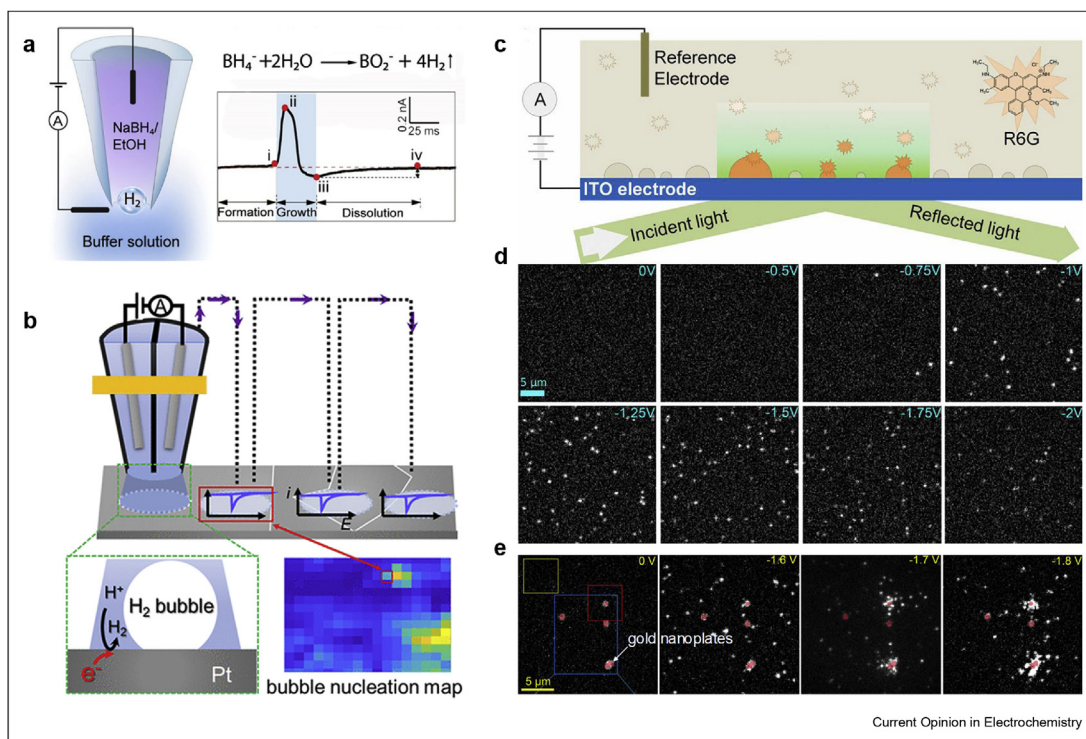 a
BH₄⁻+2H₂O ⟶ BO₂⁻ + 4H₂↑
A
NaBH₄/
EtOH
H₂
Buffer solution
0.2 nA
25 ms
i
ii
iii
iv
Formation
Growth
Dissolution
b
A
i
E
H⁺
H₂
H₂ bubble
e⁻
Pt
bubble nucleation map
c
A
Reference
Electrode
R6G
ITO electrode
Incident light
Reflected light
d
0V
-0.5V
-0.75V
-1V
5 μm
-1.25V
-1.5V
-1.75V
-2V
e
0 V
-1.6 V
-1.7 V
-1.8 V
gold nanoplates
5 μm
Current Opinion in Electrochemistry